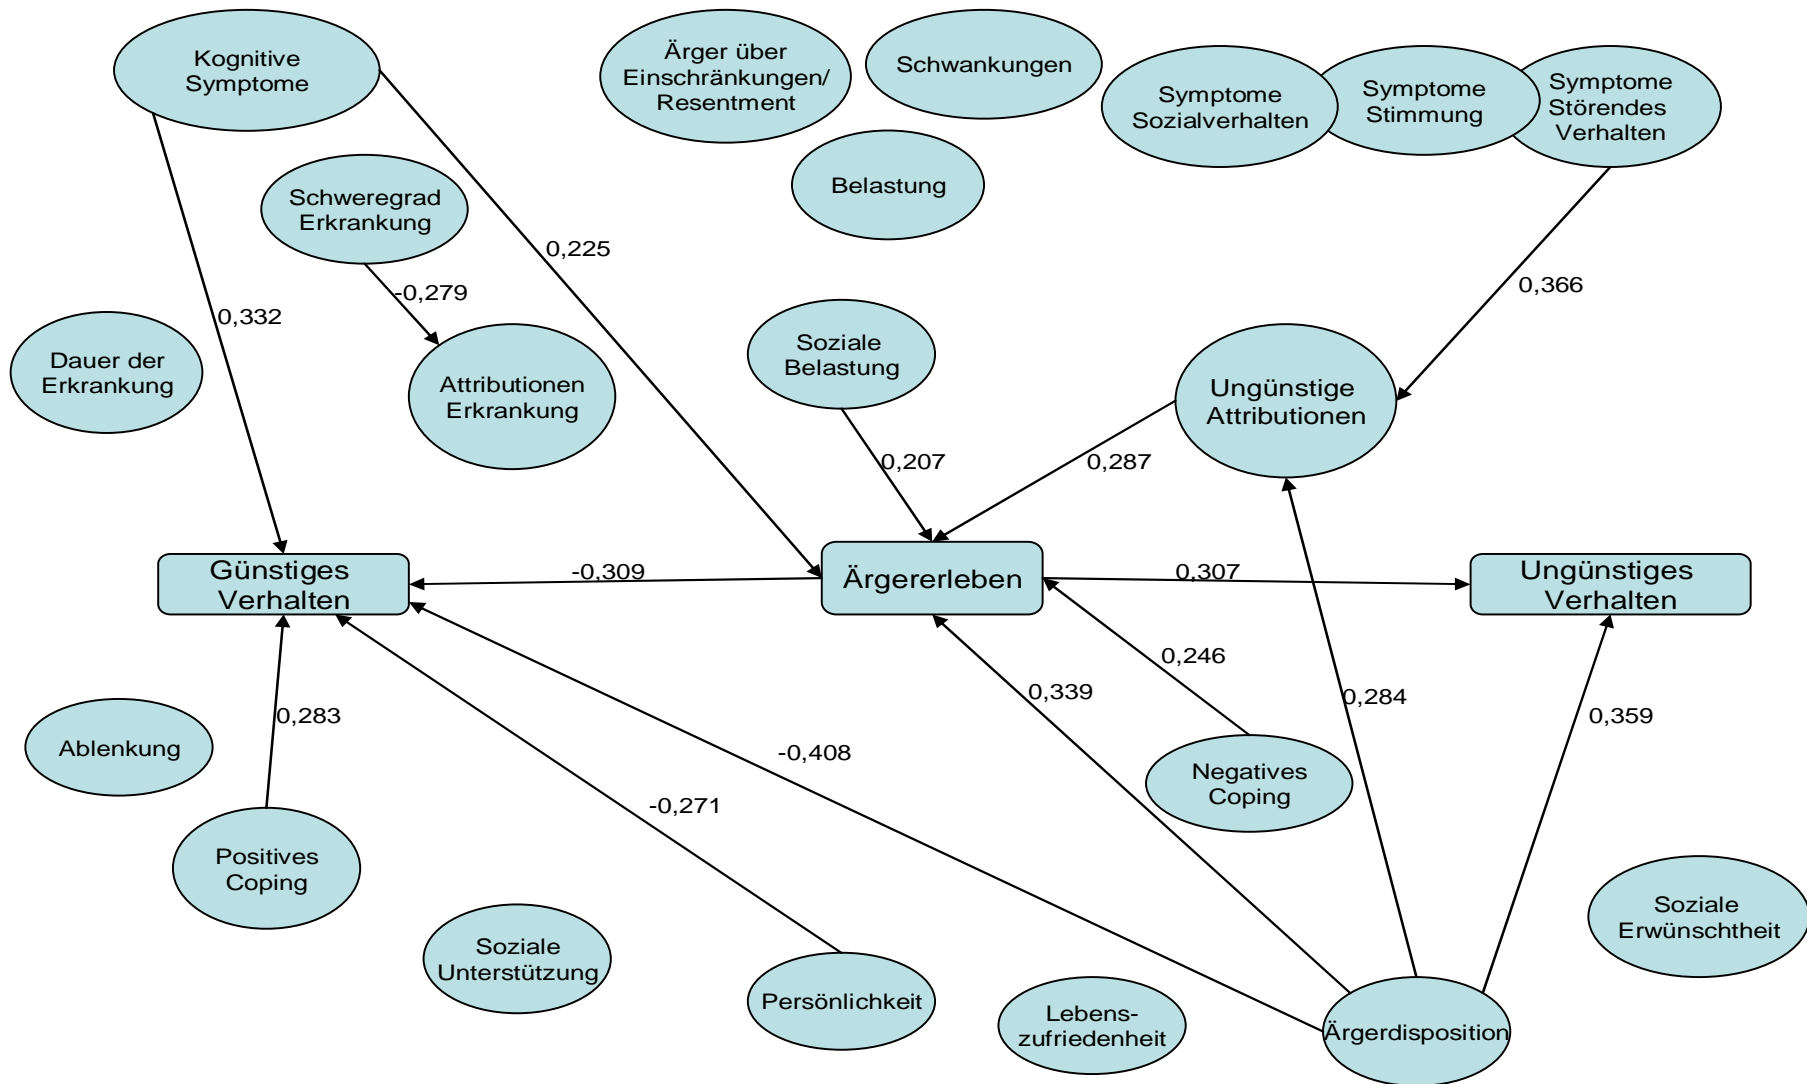 Kognitive
Symptome
Ärger über
Einschränkungen/
Resentment
Schwankungen
Symptome
Sozialverhalten
Symptome
Stimmung
Symptome
Störendes
Verhalten
Belastung
Schweregrad
Erkrankung
0,225
-0,279
0,366
0,332
Dauer der
Erkrankung
Attributionen
Erkrankung
Soziale
Belastung
Ungünstige
Attributionen
0,207
0,287
Günstiges
Verhalten
-0,309
Ärgererleben
0,307
Ungünstiges
Verhalten
0,246
0,339
0,284
0,359
0,283
Ablenkung
-0,408
-0,271
Negatives
Coping
Positives
Coping
Soziale
Unterstützung
Persönlichkeit
Lebens-
zufriedenheit
Ärgerdisposition
Soziale
Erwünschtheit